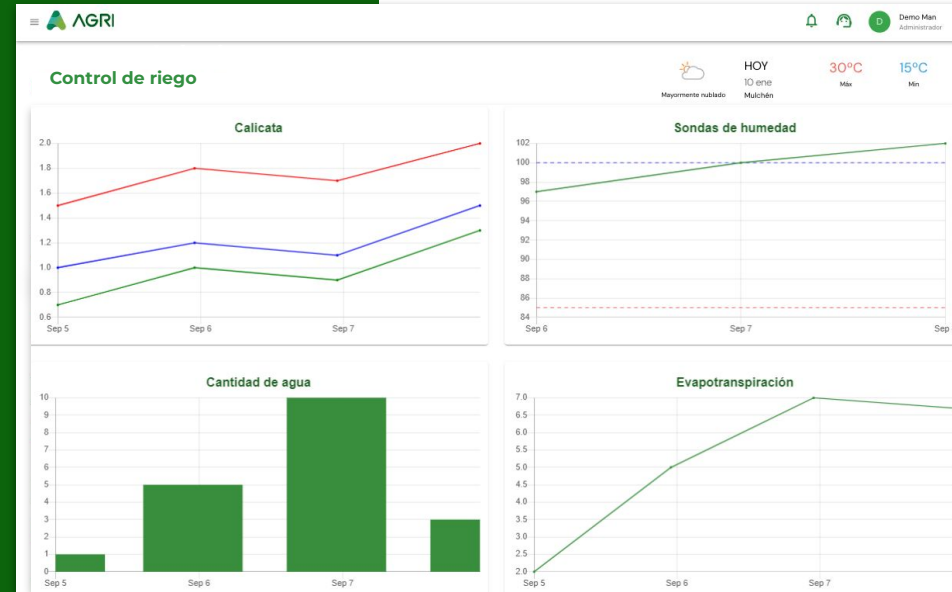 AGRI
D
Demo Man
Administrador
Control de riego
Mayormente nublado
HOY
10 ene
Mulchén
30ºC
Máx
15ºC
Min
Calicata
2.0
1.8
1.6
1.4
1.2
1.0
0.8
0.6
Sep 5 Sep 6 Sep 7
Sondas de humedad
102
100
98
96
94
92
90
88
86
84
Sep 6 Sep 7 Sep
Cantidad de agua
10
9
8
7
6
5
4
3
2
1
0
Sep 5 Sep 6 Sep 7
Evapotranspiración
7.0
6.5
6.0
5.5
5.0
4.5
4.0
3.5
3.0
2.5
2.0
Sep 5 Sep 6 Sep 7